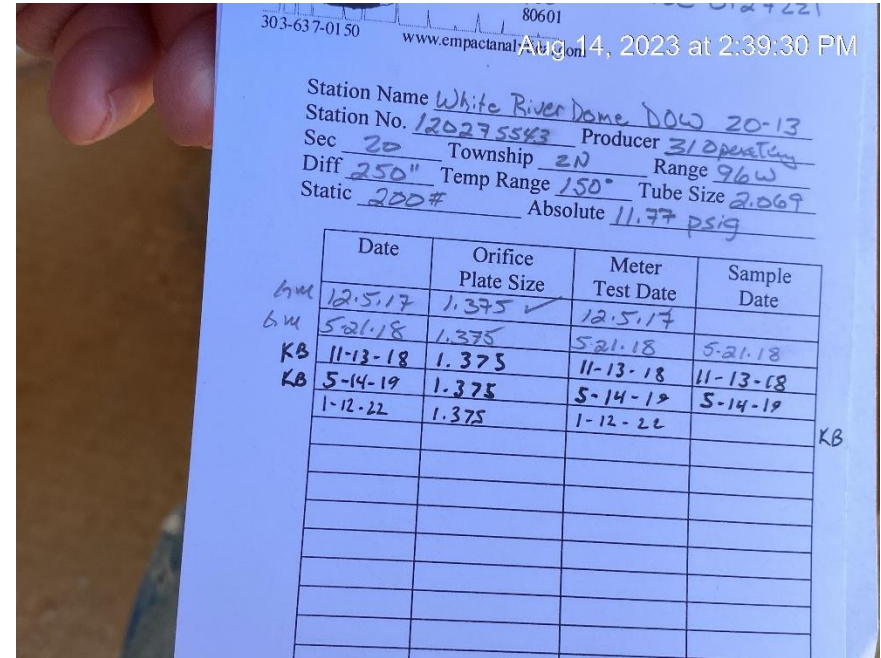 80601
303-637-0150
www.empactanal
Aug 14, 2023 at 2:39:30 PM
Station Name White River Dome DOW 20-13
Station No. 120275543 Producer 31 Operating
Sec 20 Township 2N Range 96W
Diff 250" Temp Range 150° Tube Size 2.069
Static 200# Absolute 11.77 psig
Date Orifice Plate Size Meter Test Date Sample Date
GM 12.5.17 1.375 ✓ 12.5.17
GM 5.21.18 1.375 5.21.18 5.21.18
KB 11-13-18 1.375 11-13-18 11-13-18
KB 5-14-19 1.375 5-14-19 5-14-19
1-12-22 1.375 1-12-22 KB